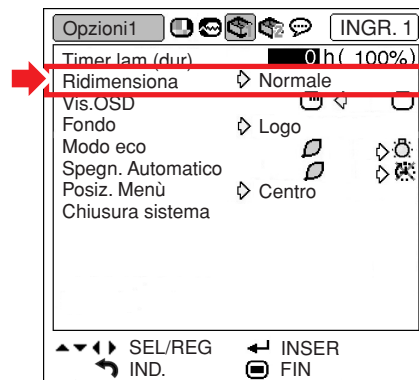 Opzioni1 INGR. 1
Timer lam (dur) 0 h ( 100%)
Ridimensiona Normale
Vis.OSD
Fondo Logo
Modo eco
Spegn. Automatico
Posiz. Menù Centro
Chiusura sistema
SEL/REG INSER
IND. FIN